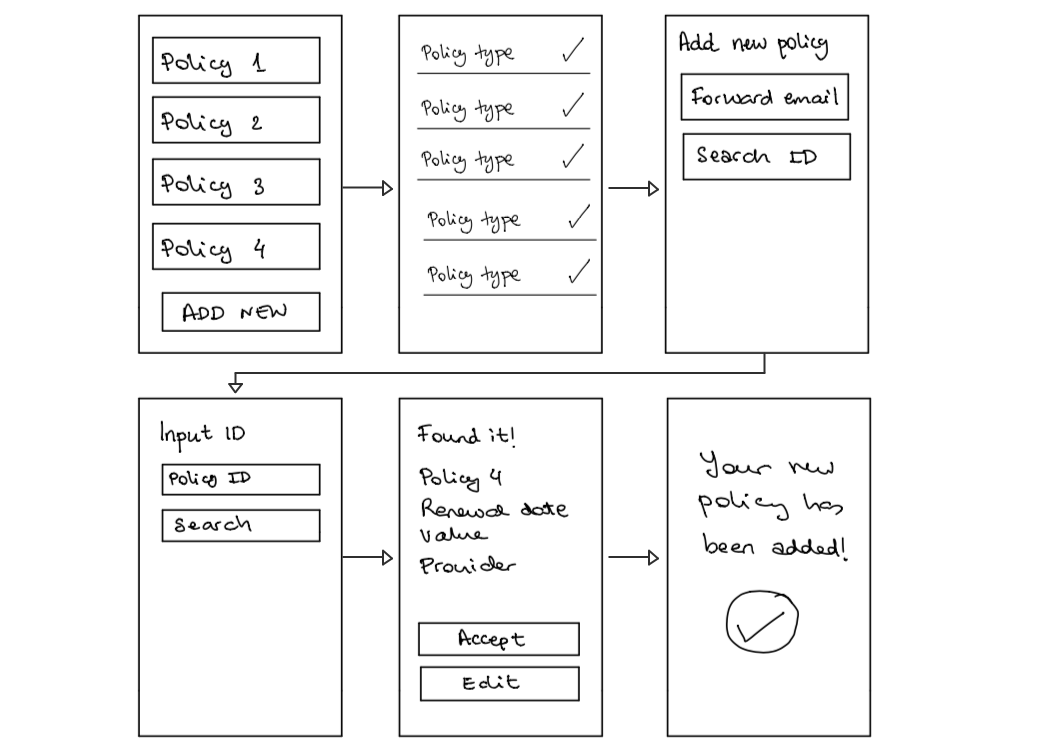 Policy 1
Policy 2
Policy 3
Policy 4
ADD NEW
Policy type
Policy type
Policy type
Policy type
Policy type
Add new policy
Forward email
Search ID
Input ID
Policy ID
Search
Found it!
Policy 4
Renewal date
Value
Provider
Accept
Edit
Your new
policy has
been added!